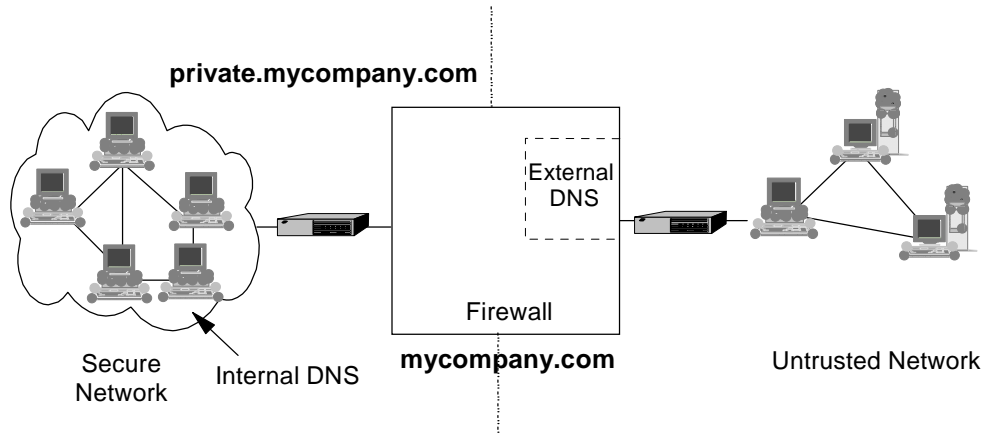 private.mycompany.com
External
DNS
Firewall
mycompany.com
Secure
Network
Internal DNS
Untrusted Network